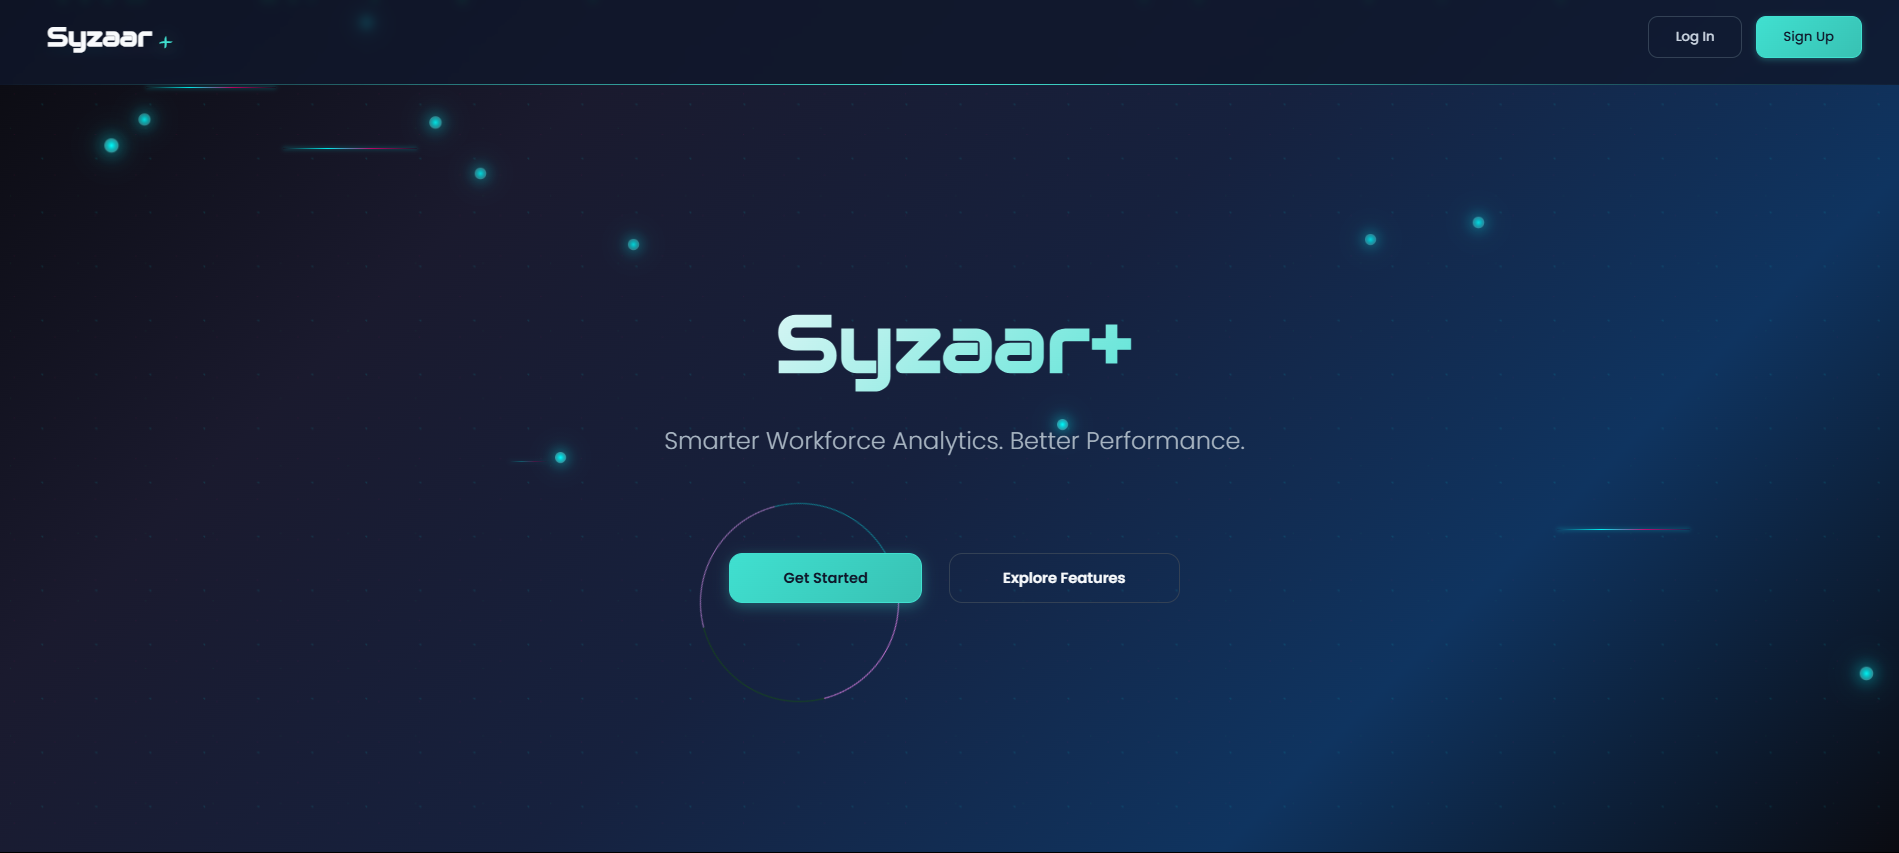 Syzaar +
Log In
Sign Up
Syzaar+
Smarter Workforce Analytics. Better Performance.
Get Started
Explore Features